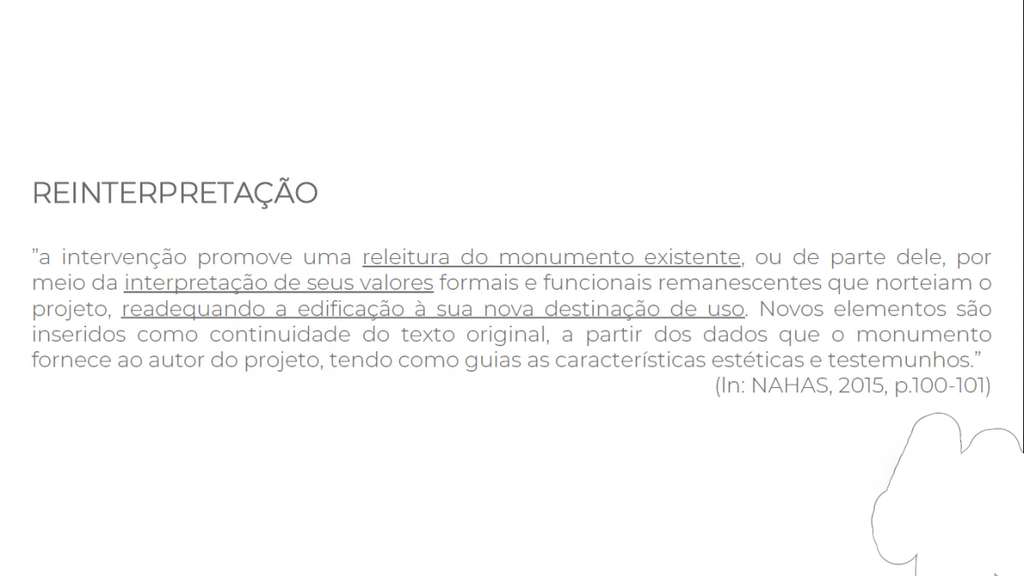 REINTERPRETAÇÃO
"a intervenção promove uma releitura do monumento existente, ou de parte dele, por
meio da interpretação de seus valores formais e funcionais remanescentes que norteiam o
projeto, readequando a edificação à sua nova destinação de uso. Novos elementos são
inseridos como continuidade do texto original, a partir dos dados que o monumento
fornece ao autor do projeto, tendo como guias as características estéticas e testemunhos."
(In: NAHAS, 2015, p.100-101)